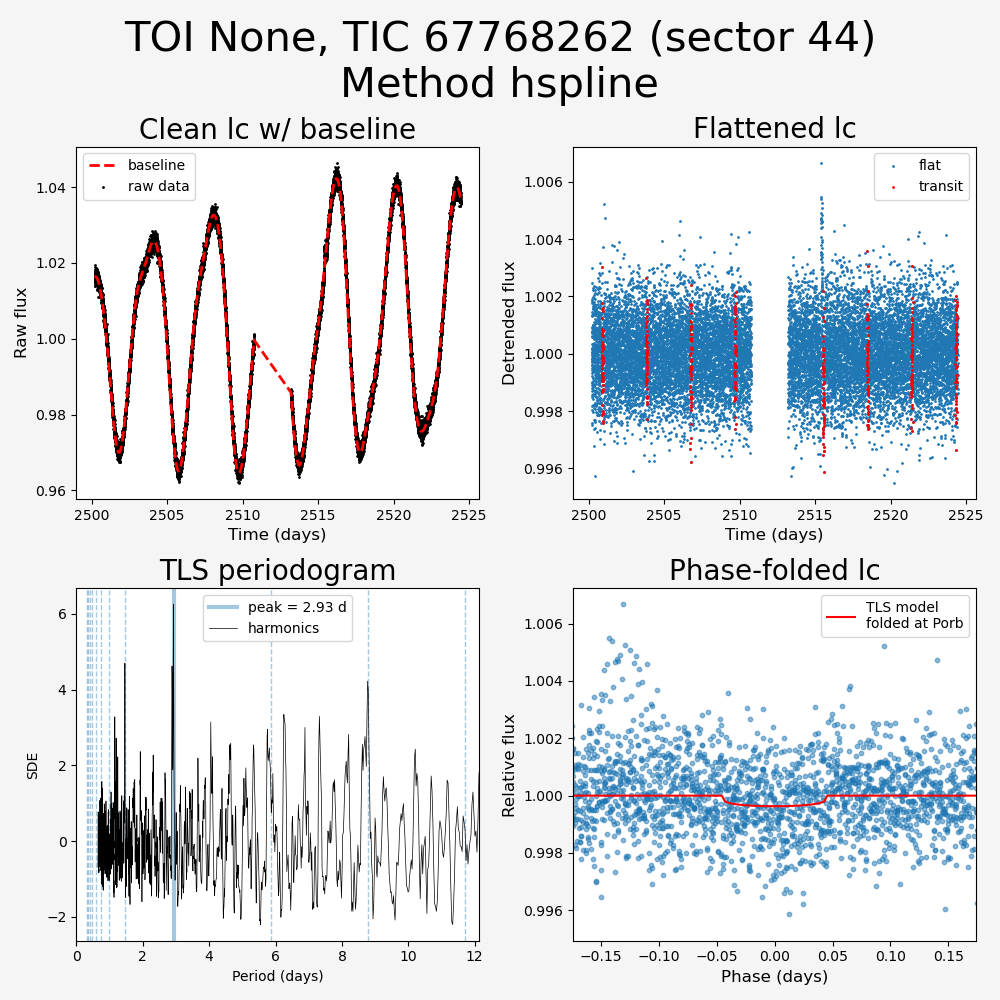 TOI None, TIC 67768262 (sector 44)
Method hspline
Clean lc w/ baseline
baseline
raw data
1.04
1.02
1.00
0.98
0.96
Raw flux
2500
2505
2510
2515
2520
2525
Time (days)
Flattened lc
flat
transit
1.006
1.004
1.002
1.000
0.998
0.996
Detrended flux
2500
2505
2510
2515
2520
2525
Time (days)
TLS periodogram
peak = 2.93 d
harmonics
6
4
2
0
−2
SDE
0
2
4
6
8
10
12
Period (days)
Phase-folded lc
TLS model
folded at Porb
1.006
1.004
1.002
1.000
0.998
0.996
Relative flux
−0.15
−0.10
−0.05
0.00
0.05
0.10
0.15
Phase (days)